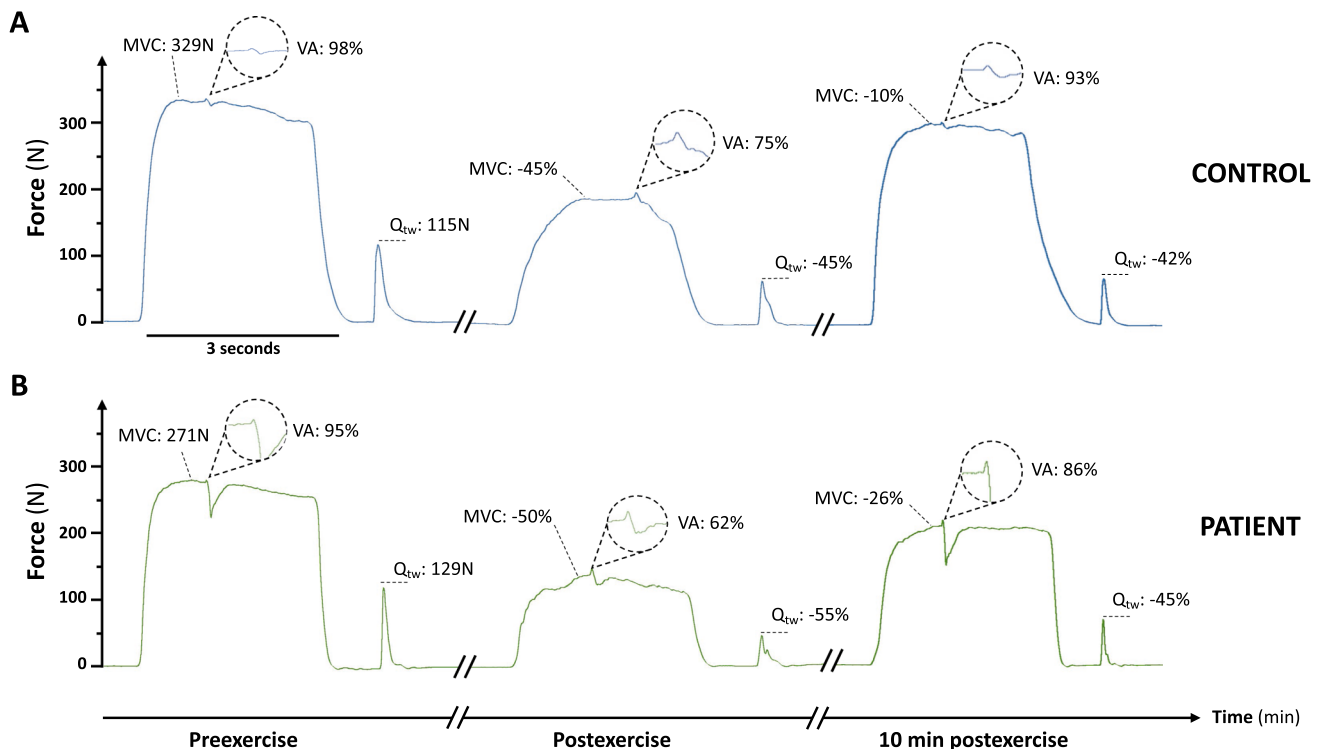 A
MVC: 329N
VA: 98%
MVC: -10%
VA: 93%
MVC: -45%
VA: 75%
CONTROL
Force (N)
300
200
100
0
Qtw: 115N
Qtw: -45%
Qtw: -42%
3 seconds
B
MVC: 271N
VA: 95%
MVC: -50%
VA: 62%
MVC: -26%
VA: 86%
PATIENT
Force (N)
300
200
100
0
Qtw: 129N
Qtw: -55%
Qtw: -45%
Time (min)
Preexercise
Postexercise
10 min postexercise